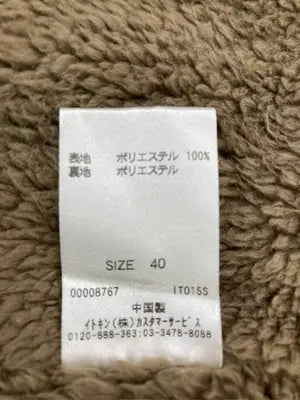 表地 ポリエステル 100%
裏地 ポリエステル
SIZE 40
00008767 IT015S
中国製
イトキン(株)カスタマーサービス
0120-888-363:03-3478-8088